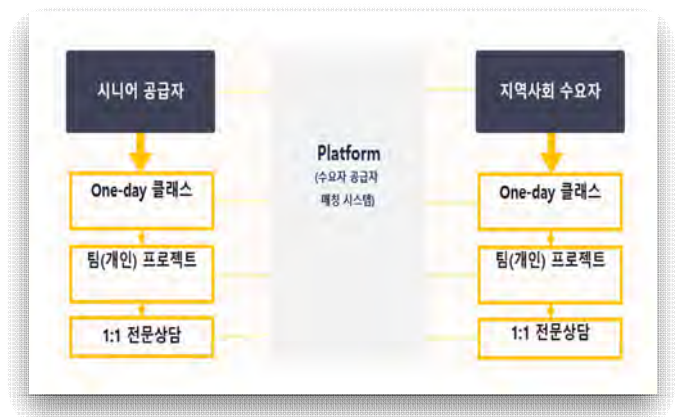 시니어 공급자
One-day 클래스
팀(개인) 프로젝트
1:1 전문상담
Platform
(수요자 공급자
매칭 시스템)
지역사회 수요자
One-day 클래스
팀(개인) 프로젝트
1:1 전문상담